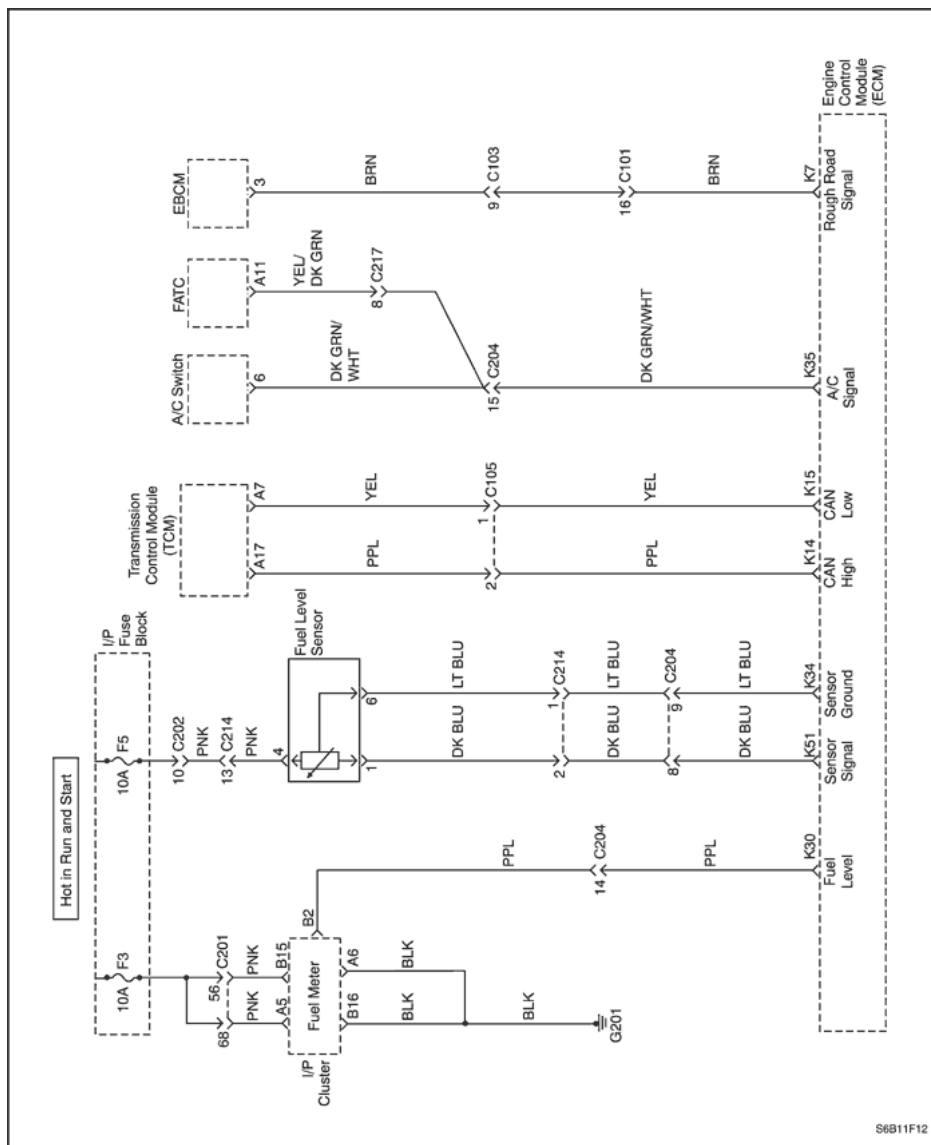 Hot in Run and Start
I/P
Fuse
Block
F3
10A
F5
10A
56
C201
68
PNK
PNK
A5
B15
I/P
Cluster
Fuel Meter
B2
B16
A6
BLK
BLK
BLK
G201
PPL
14
C204
PPL
K30
Fuel
Level
10
C202
PNK
13
C214
PNK
4
Fuel Level
Sensor
1
6
DK BLU
LT BLU
2
1
C214
DK BLU
LT BLU
8
9
C204
DK BLU
LT BLU
K51
K34
Sensor
Signal
Sensor
Ground
Transmission
Control Module
(TCM)
A17
A7
PPL
YEL
2
1
C105
PPL
YEL
K14
K15
CAN
High
CAN
Low
A/C Switch
6
DK GRN/
WHT
FATC
A11
YEL/
DK GRN
8
C217
15
C204
DK GRN/WHT
K35
A/C
Signal
EBCM
3
BRN
9
C103
16
C101
BRN
K7
Rough Road
Signal
Engine
Control
Module
(ECM)
S6B11F12